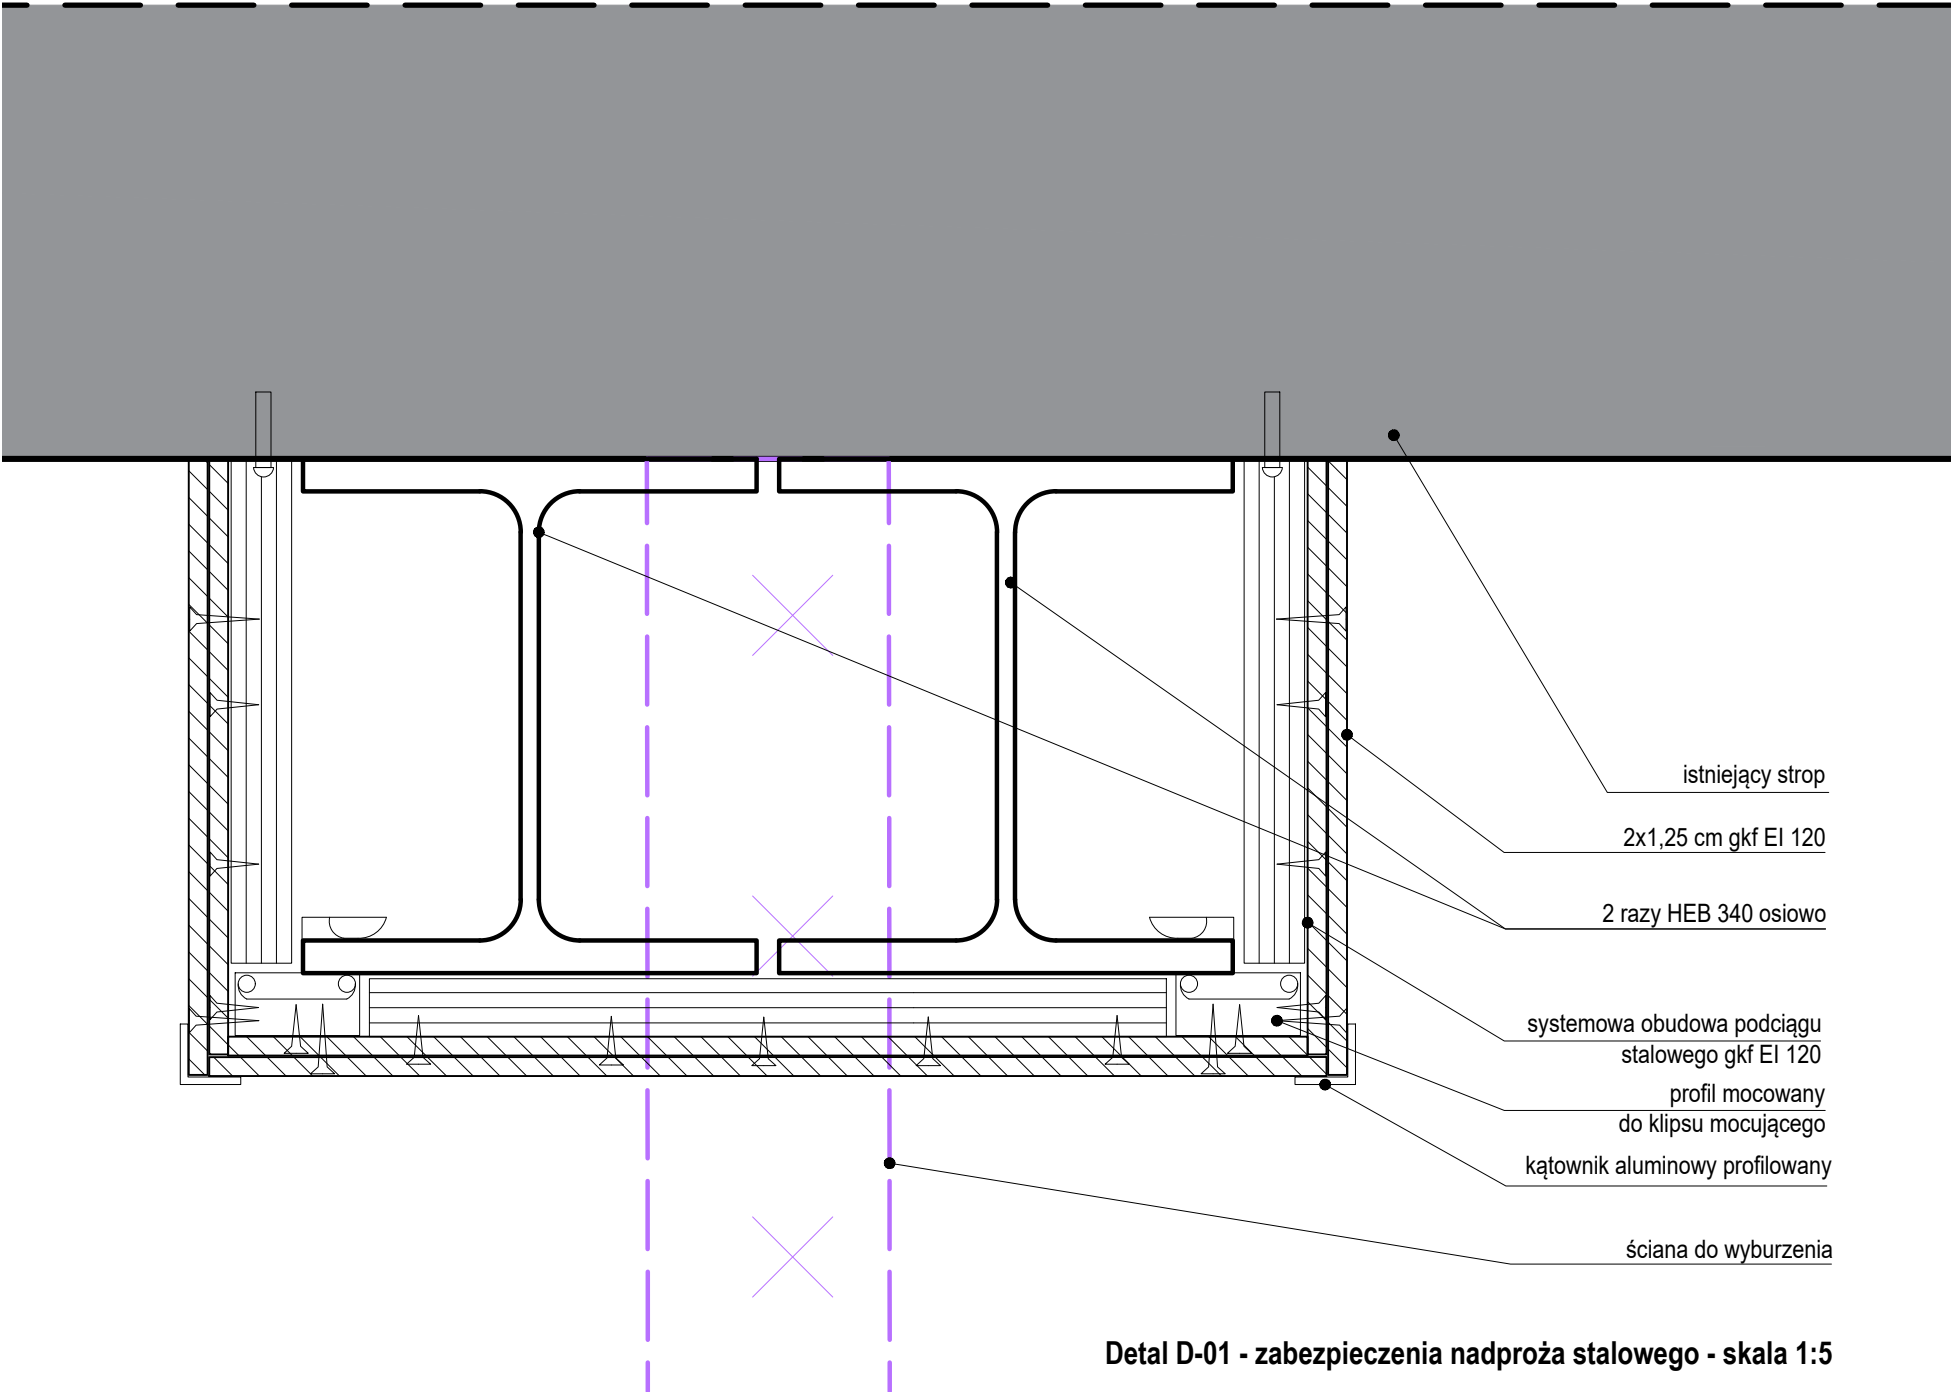 istniejący strop
2x1,25 cm gkf EI 120
2 razy HEB 340 osiowo
systemowa obudowa podciągu
stalowego gkf EI 120
profil mocowany
do klipsu mocującego
kątownik aluminowy profilowany
ściana do wyburzenia
Detal D-01 - zabezpieczenia nadproża stalowego - skala 1:5